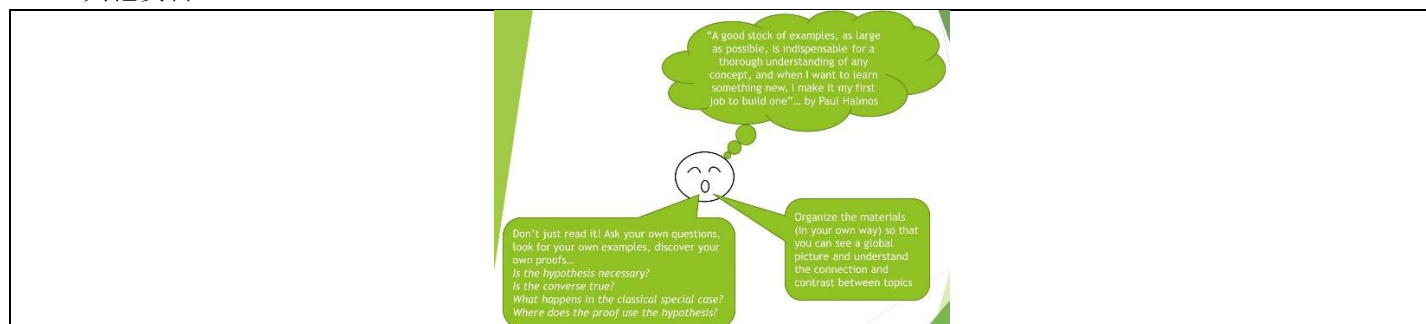 "A good stock of examples, as large
as possible, is indispensable for a
thorough understanding of any
concept, and when I want to learn
something new, I make it my first
job to build one"... by Paul Halmos
Don't just read it! Ask your own questions,
look for your own examples, discover your
own proofs...
Is the hypothesis necessary?
Is the converse true?
What happens in the classical special case?
Where does the proof use the hypothesis?
Organize the materials
(in your own way) so that
you can see a global
picture and understand
the connection and
contrast between topics